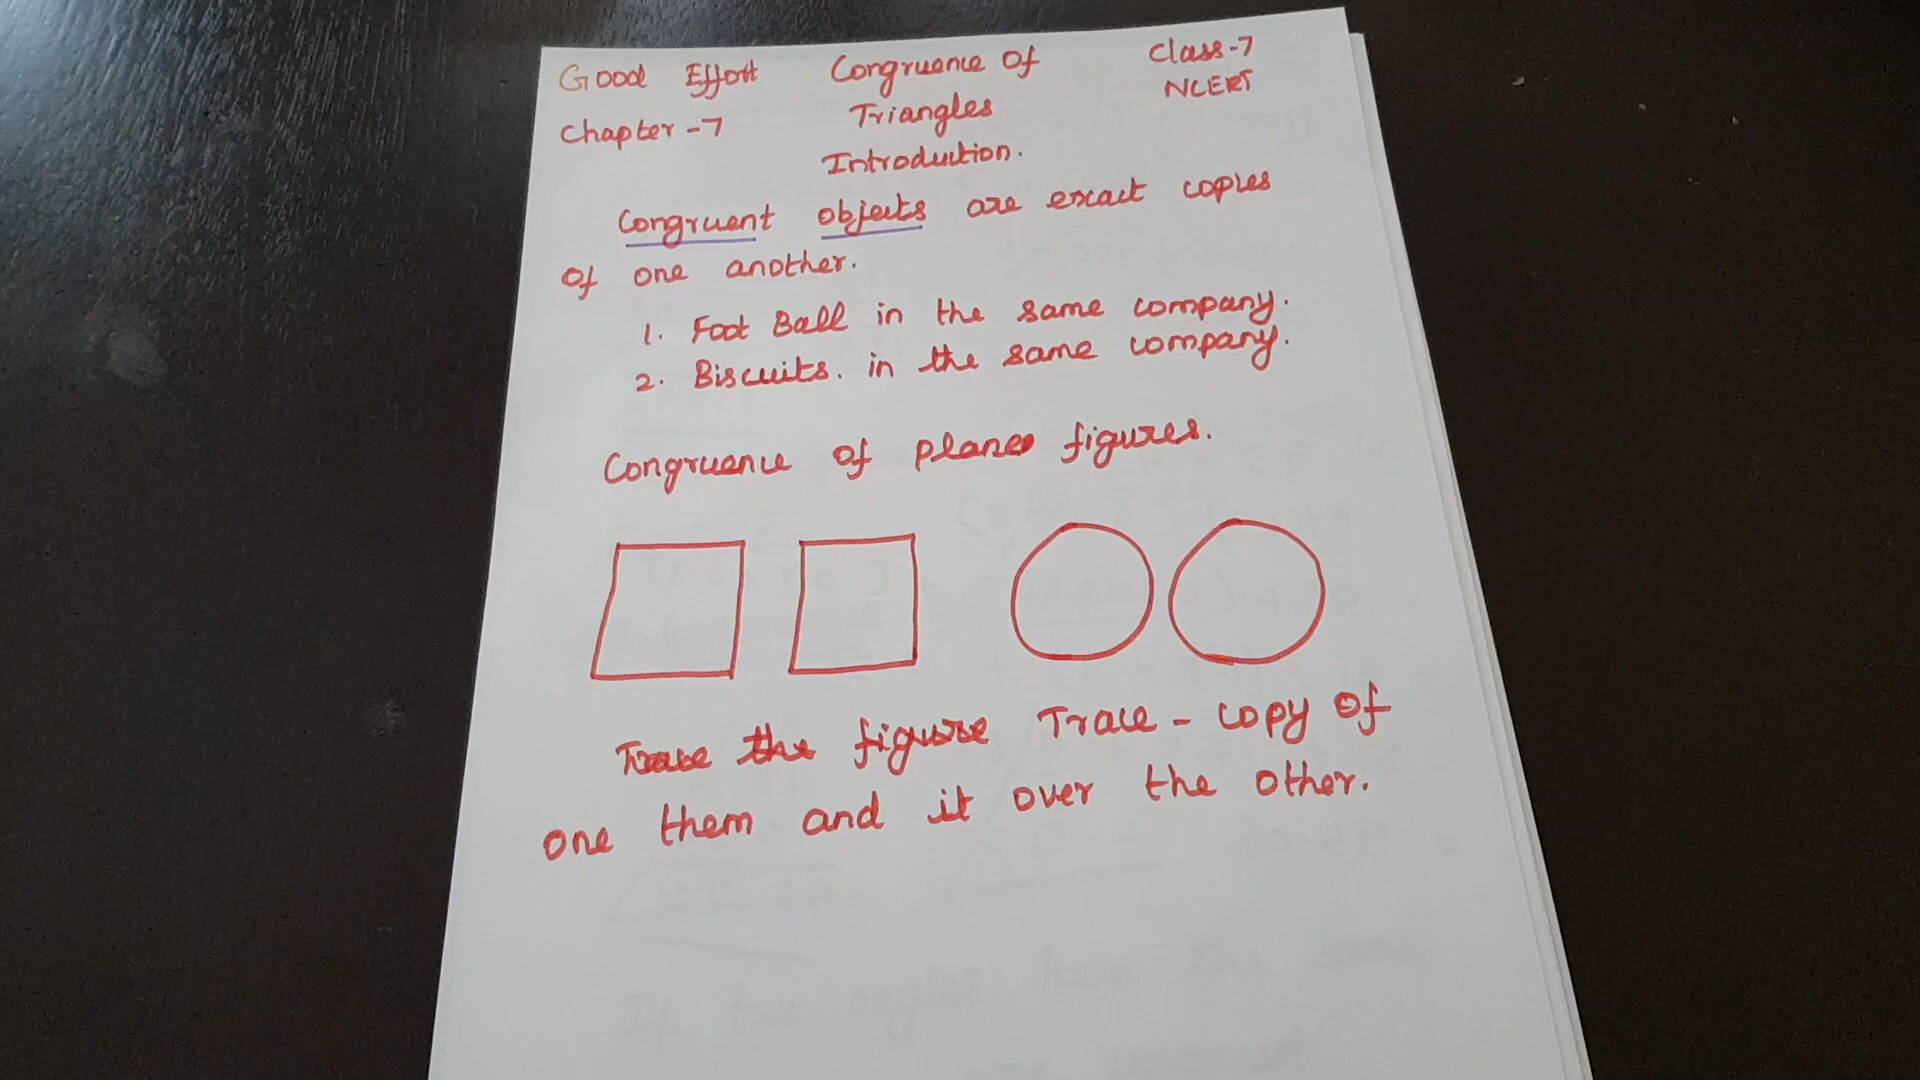 Good Effort Congruence Of Class-7
Chapter-7 Triangles NCERT
Introduction.
Congruent objects are exact copies
of one another.
1. Foot Ball in the same company.
2. Biscuits. in the same company.
Congruence of plane figures.
Trace the figure Trace - copy of
one them and it over the other.